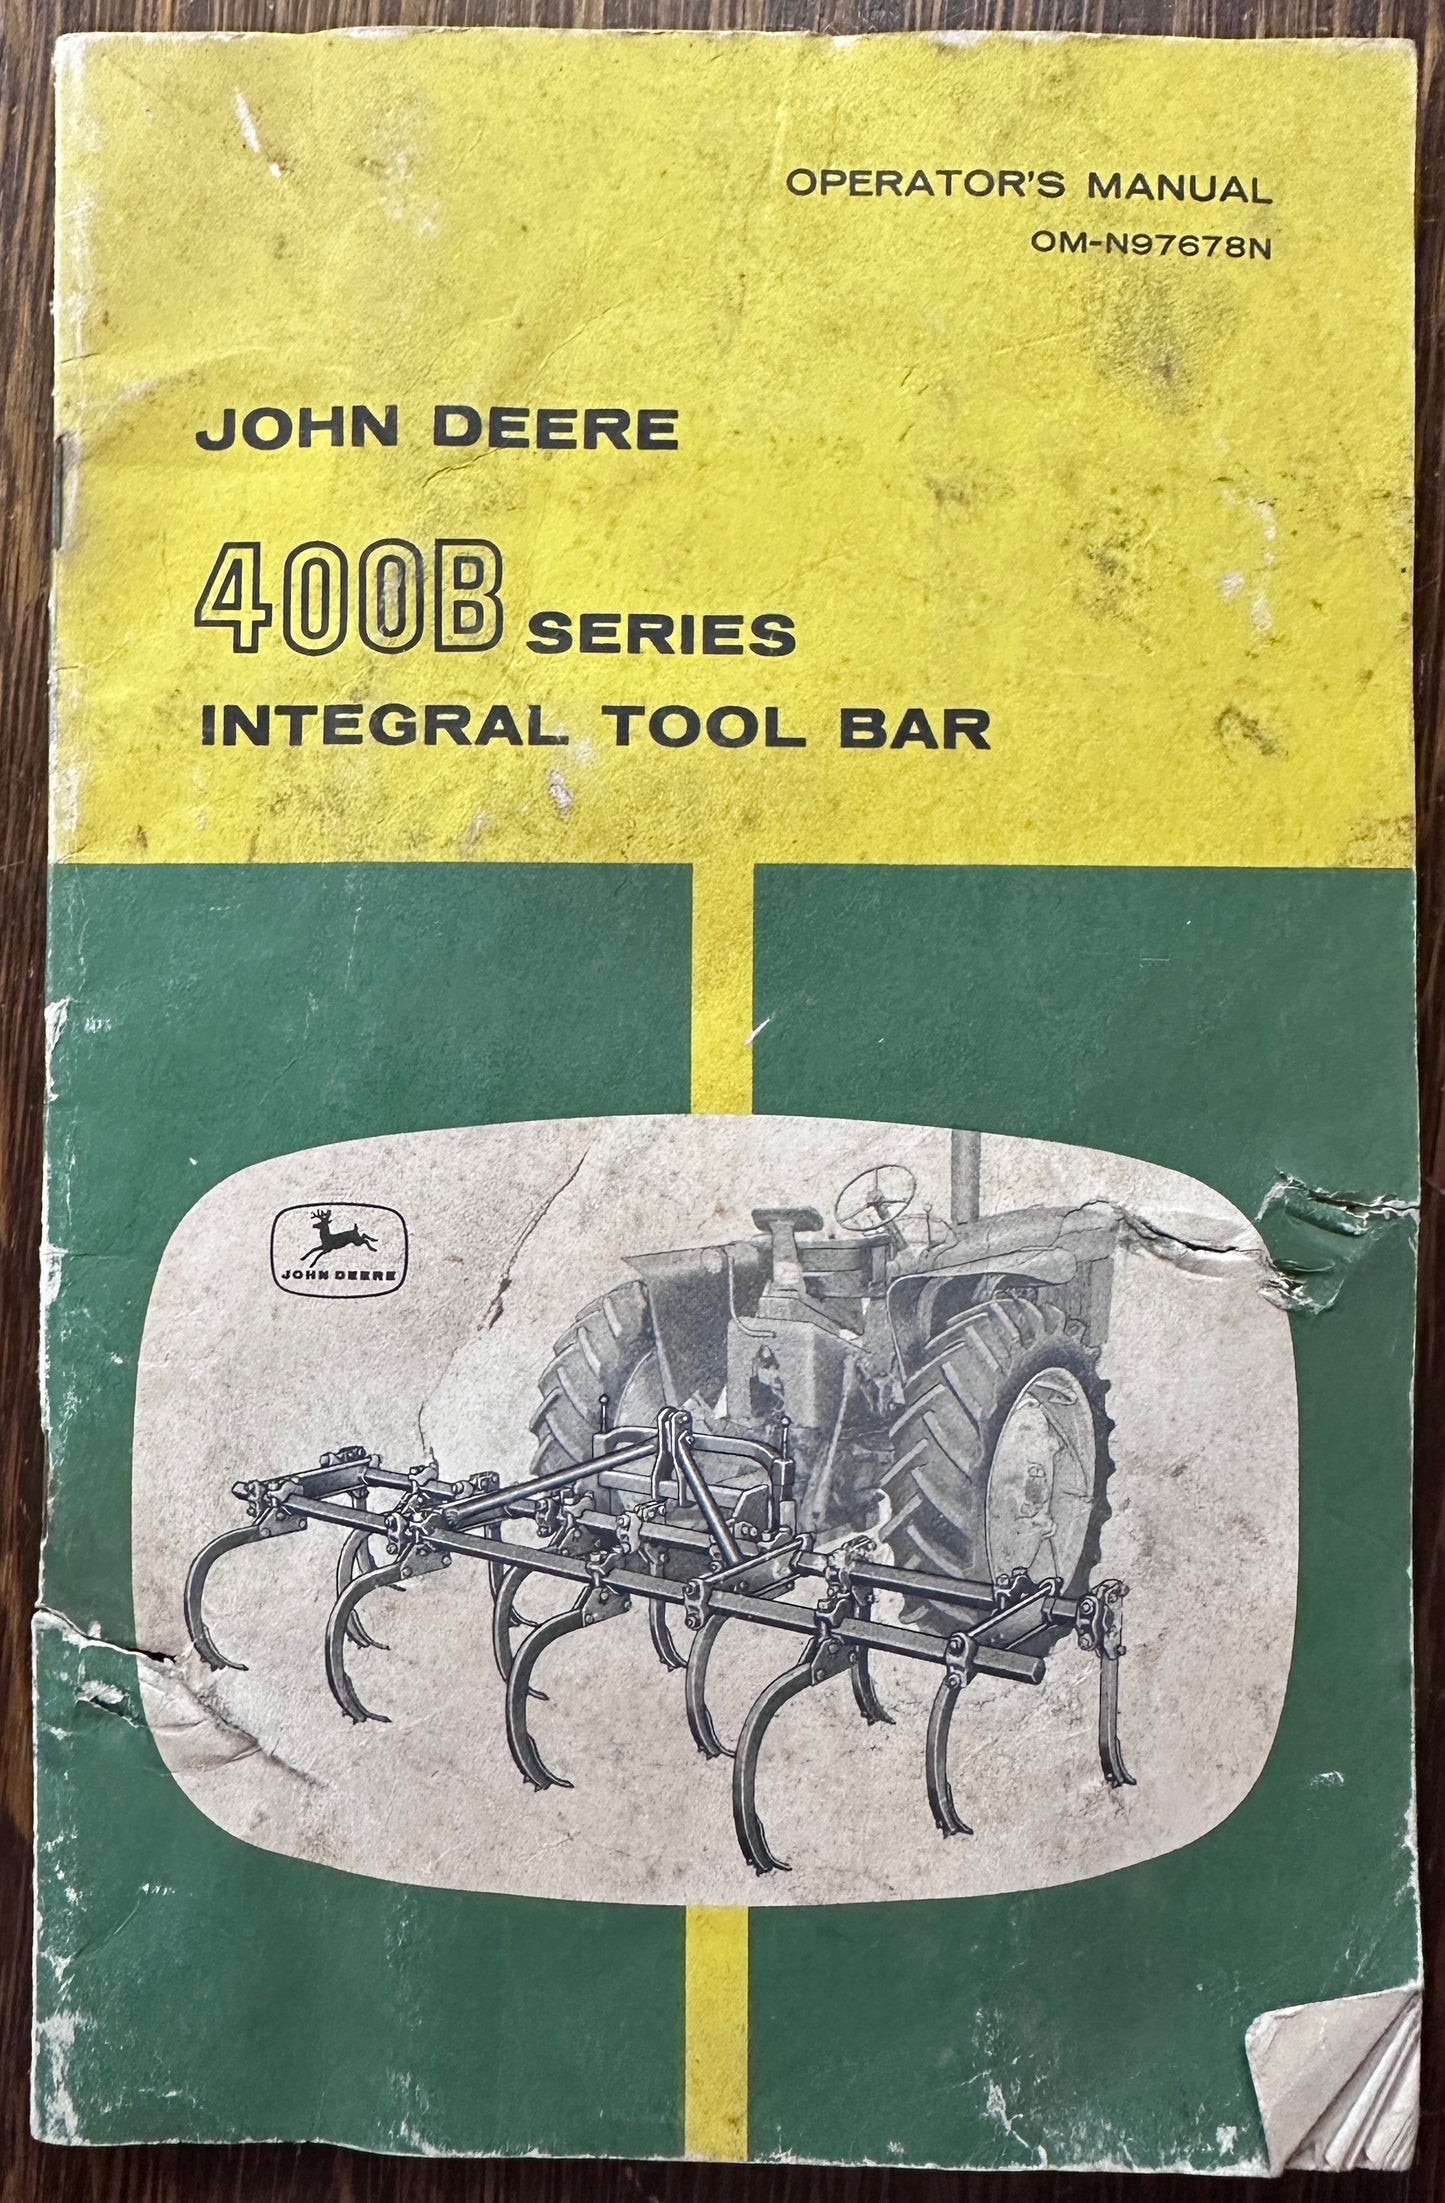 OPERATOR'S MANUAL
OM-N97678N
JOHN DEERE
400B SERIES
INTEGRAL TOOL BAR
JOHN DEERE